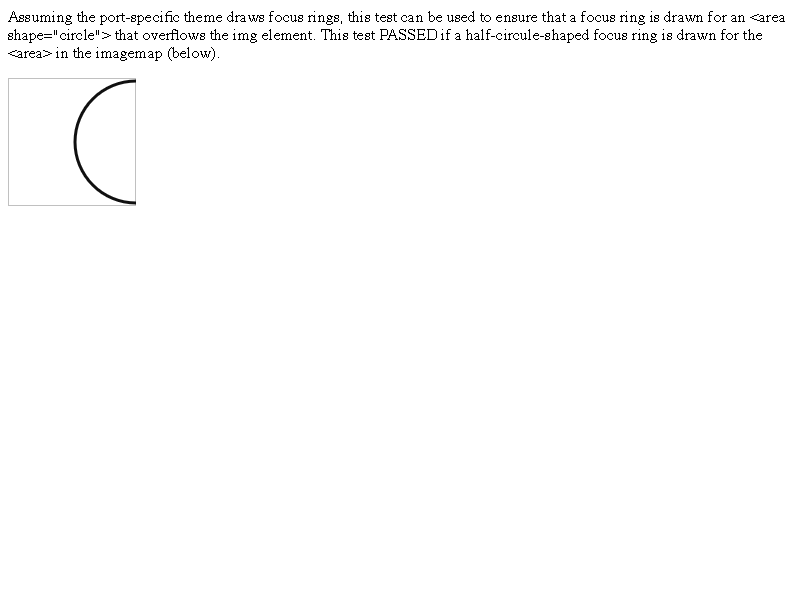 Assuming the port-specific theme draws focus rings, this test can be used to ensure that a focus ring is drawn for an <area
shape="circle"> that overflows the img element. This test PASSED if a half-circule-shaped focus ring is drawn for the
<area> in the imagemap (below).